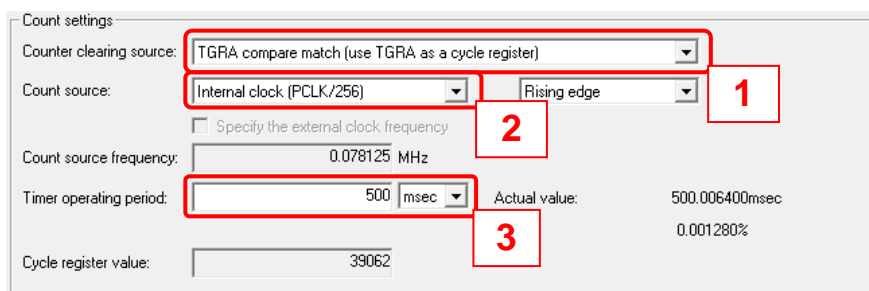 Count settings
Counter clearing source: TGRA compare match (use TGRA as a cycle register)
1
Count source: Internal clock (PCLK/256) Rising edge
2
Specify the external clock frequency
Count source frequency: 0.078125 MHz
Timer operating period: 500 msec Actual value: 500.006400msec
3
0.001280%
Cycle register value: 39062